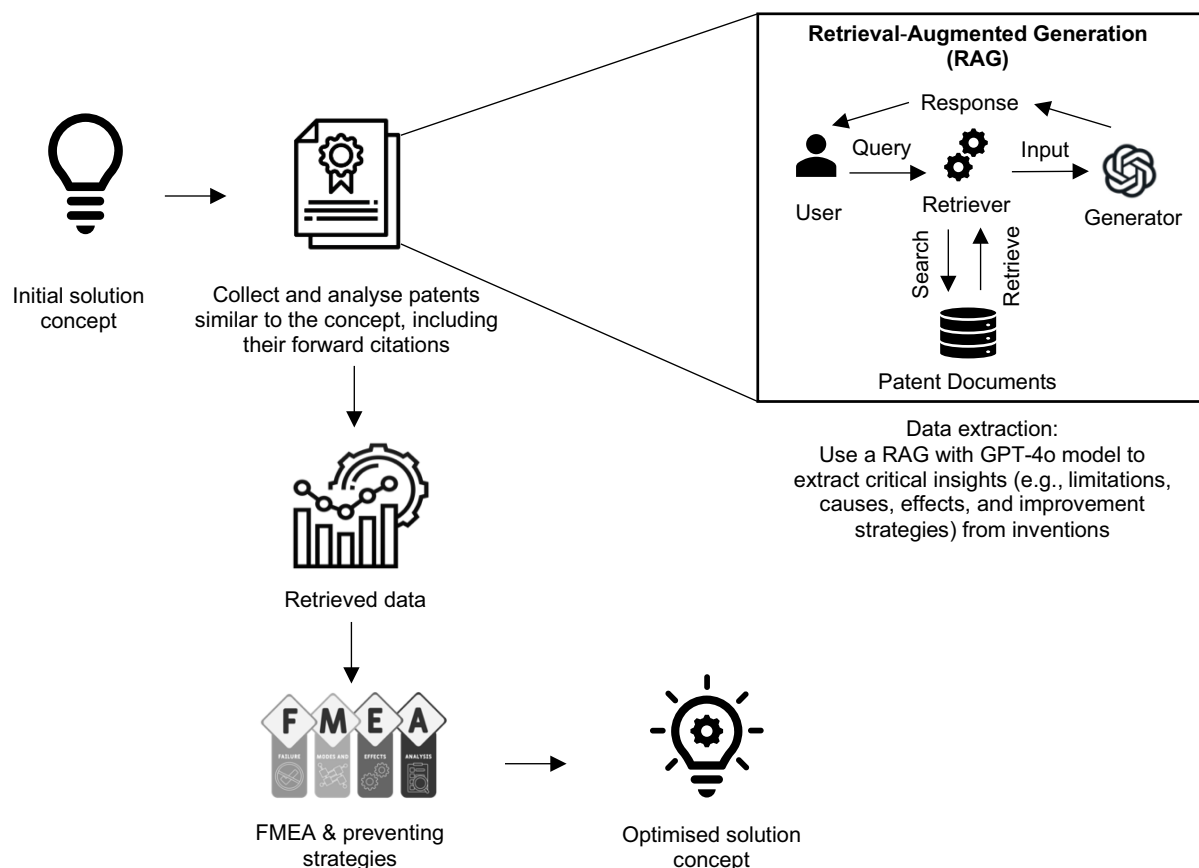 Retrieval-Augmented Generation
(RAG)
Response
Query
Input
User
Retriever
Generator
Search
Retrieve
Patent Documents
Initial solution
concept
Collect and analyse patents
similar to the concept, including
their forward citations
Data extraction:
Use a RAG with GPT-4o model to
extract critical insights (e.g., limitations,
causes, effects, and improvement
strategies) from inventions
Retrieved data
F M E A
FAILURE MODES AND EFFECTS ANALYSIS
FMEA & preventing
strategies
Optimised solution
concept